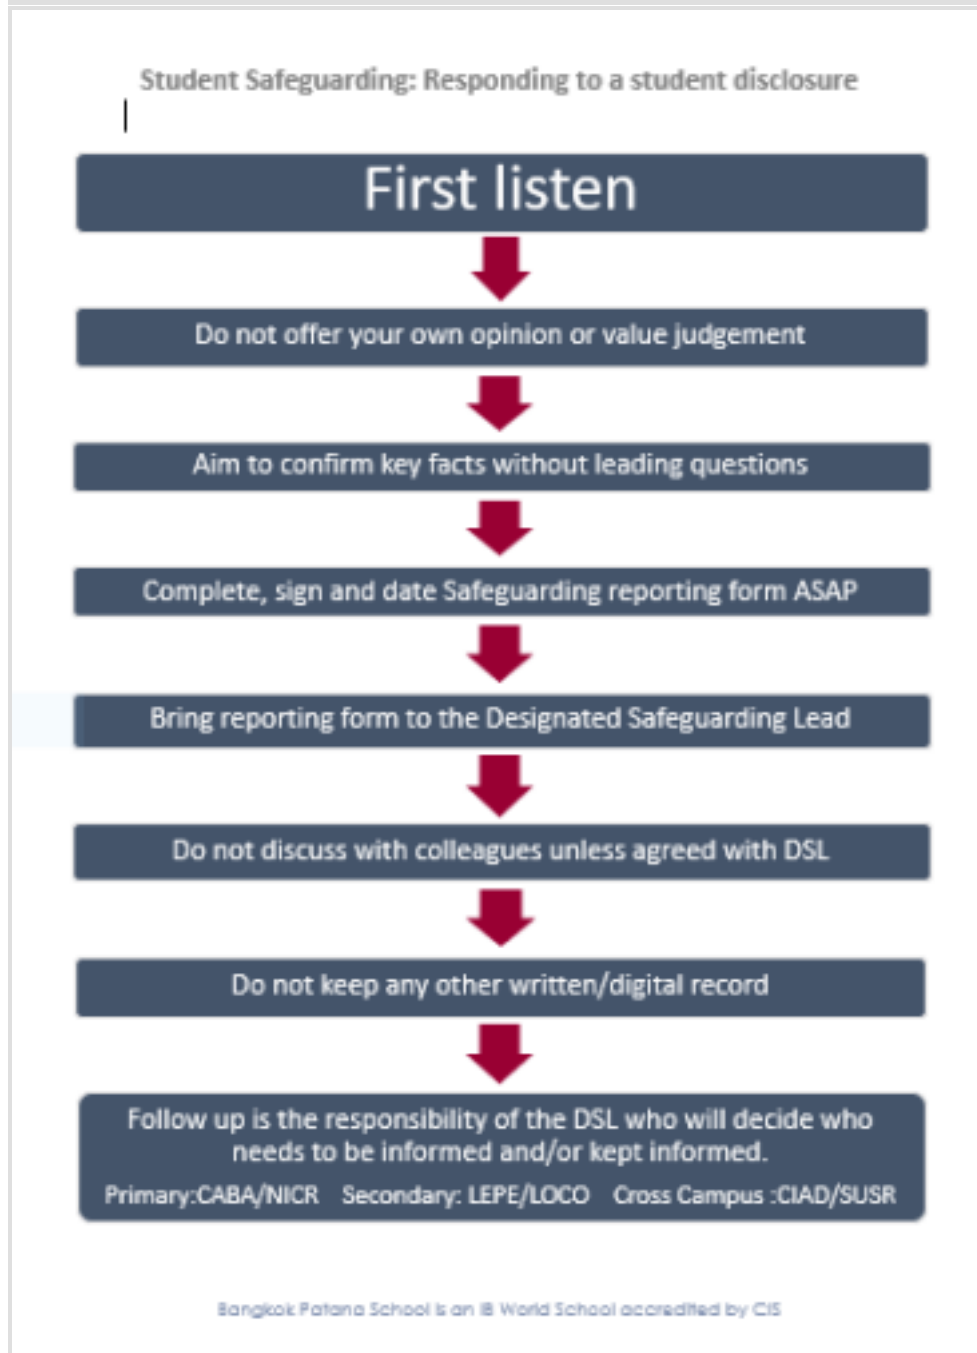 Student Safeguarding: Responding to a student disclosure
First listen
Do not offer your own opinion or value judgement
Aim to confirm key facts without leading questions
Complete, sign and date Safeguarding reporting form ASAP
Bring reporting form to the Designated Safeguarding Lead
Do not discuss with colleagues unless agreed with DSL
Do not keep any other written/digital record
Follow up is the responsibility of the DSL who will decide who
needs to be informed and/or kept informed.
Primary:CABA/NICR Secondary: LEPE/LOCO Cross Campus :CIAD/SUSR
Bangkok Patana School is an IB World School accredited by CIS